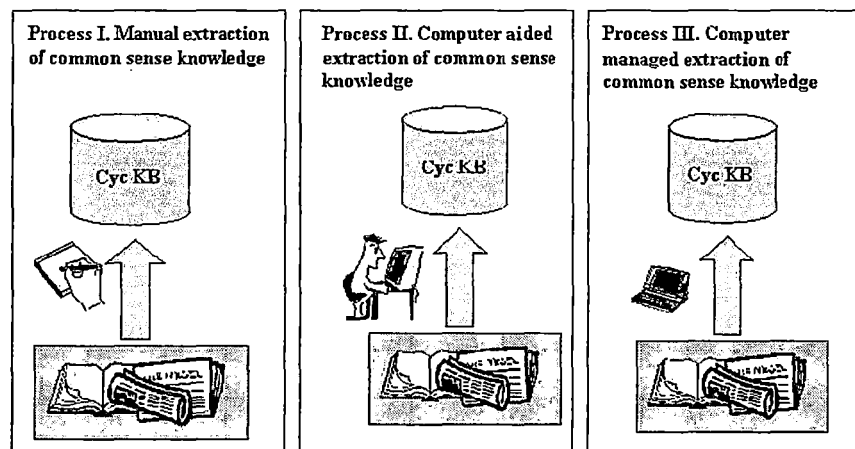 Process I. Manual extraction
of common sense knowledge
Cyc KB
Process II. Computer aided
extraction of common sense
knowledge
Cyc KB
Process III. Computer
managed extraction of
common sense knowledge
Cyc KB